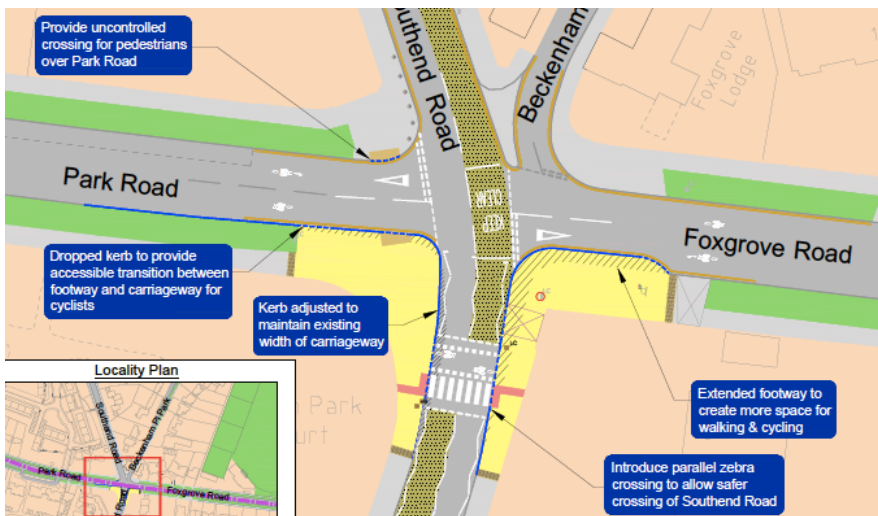 Provide uncontrolled
crossing for pedestrians
over Park Road
Southend
Road
Beckenham
Foxgrove
Lodge
Park Road
Foxgrove Road
Dropped kerb to provide
accessible transition between
footway and carriageway for
cyclists
Kerb adjusted to
maintain existing
width of carriageway
Extended footway to
create more space for
walking & cycling
Introduce parallel zebra
crossing to allow safer
crossing of Southend Road
Park
Locality Plan
Southend Road
Beckenham Pl Park
Park Road
Foxgrove Road